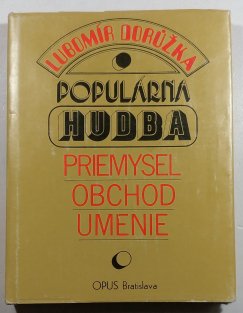 LUBOMÍR DORŮŽKA
POPULÁRNA
HUDBA
PRIEMYSEL
OBCHOD
UMENIE
OPUS Bratislava